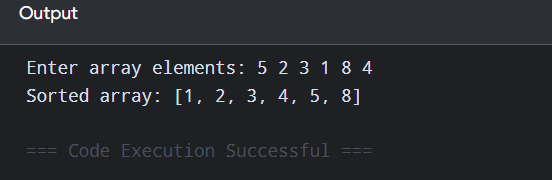 Output
Enter array elements: 5 2 3 1 8 4
Sorted array: [1, 2, 3, 4, 5, 8]
=== Code Execution Successful ===